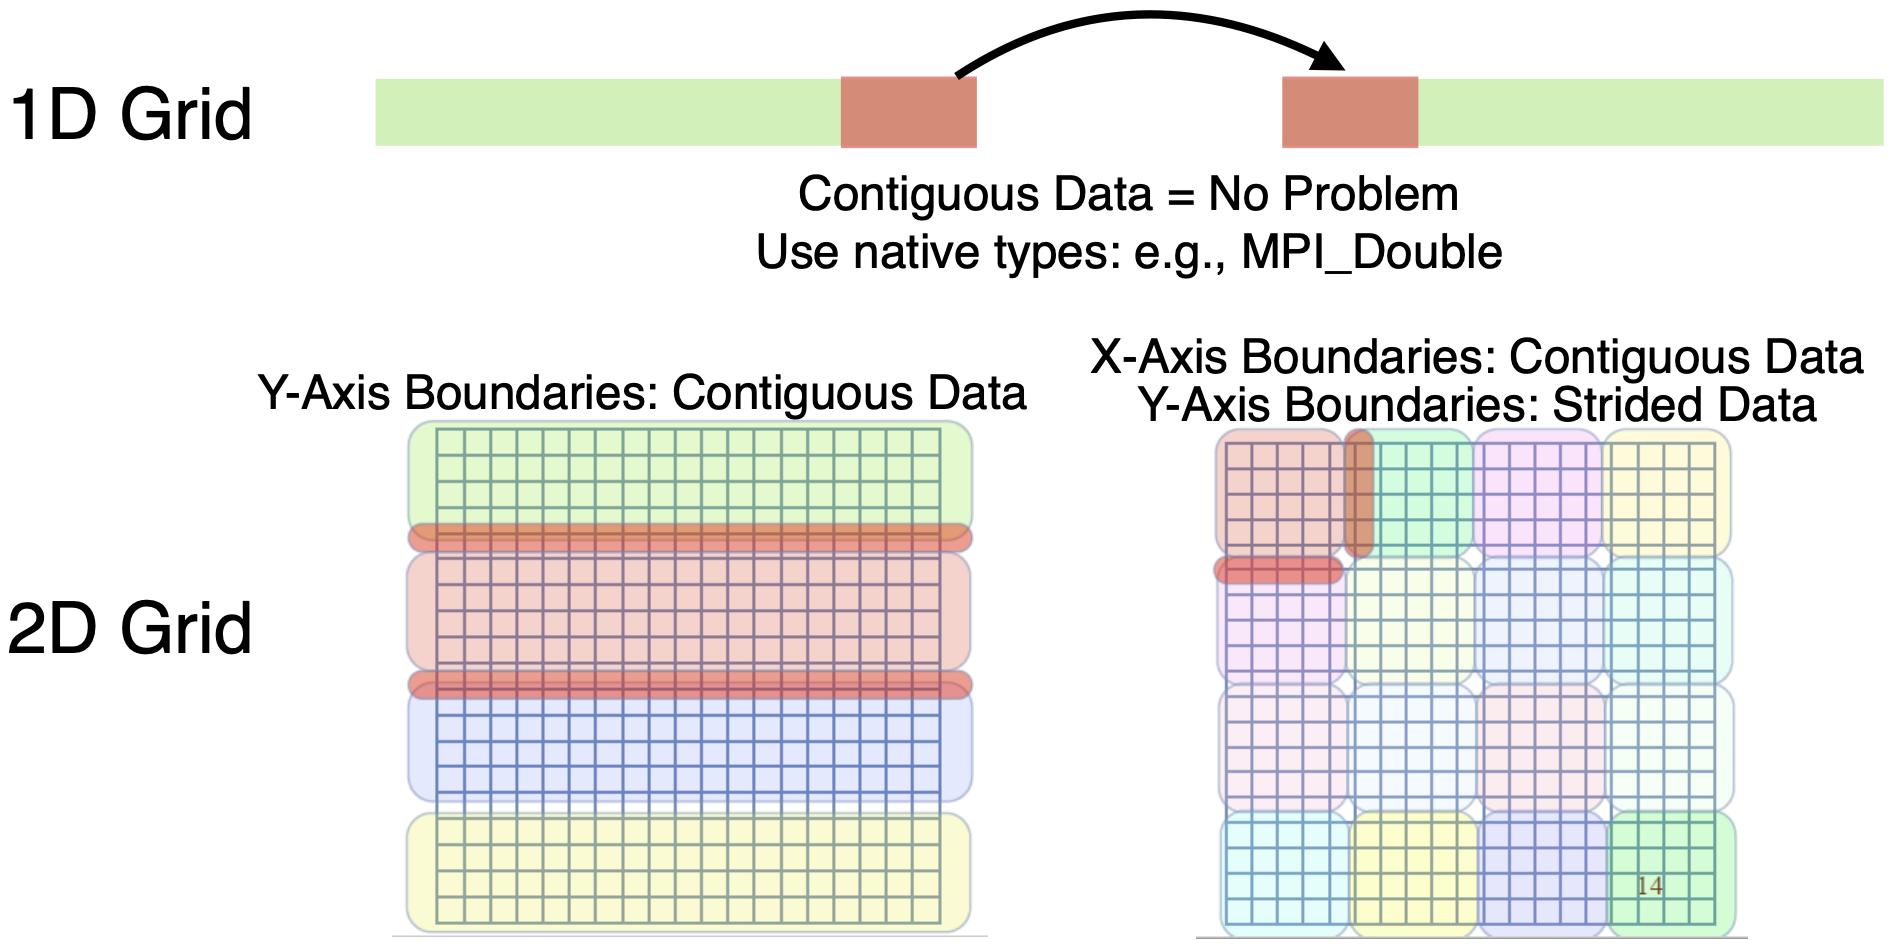 1D Grid
Contiguous Data = No Problem
Use native types: e.g., MPI_Double
Y-Axis Boundaries: Contiguous Data
X-Axis Boundaries: Contiguous Data
Y-Axis Boundaries: Strided Data
2D Grid
14